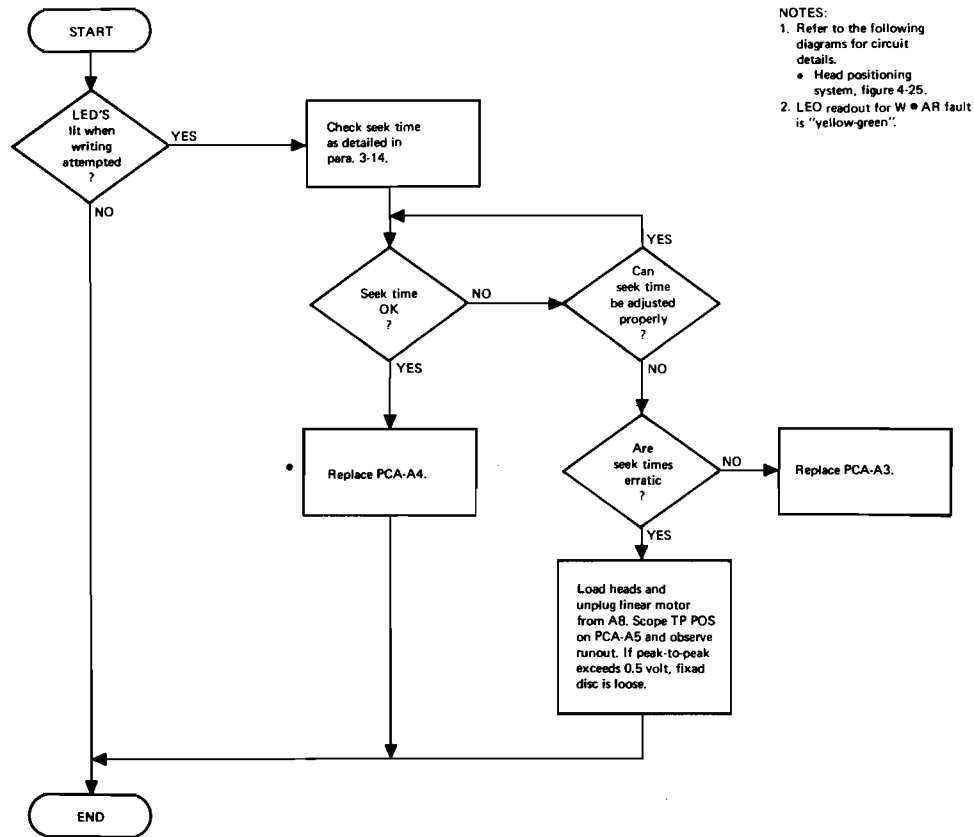 START
NOTES:
1. Refer to the following
diagrams for circuit
details.
• Head positioning
system, figure 4-25.
2. LEO readout for W • AR fault
is "yellow-green".
LED'S
lit when
writing
attempted
?
YES
NO
Check seek time
as detailed in
para. 3-14.
Seek time
OK
?
NO
YES
Can
seek time
be adjusted
properly
?
YES
NO
Replace PCA-A4.
Are
seek times
erratic
?
NO
YES
Replace PCA-A3.
Load heads and
unplug linear motor
from A8. Scope TP POS
on PCA-A5 and observe
runout. If peak-to-peak
exceeds 0.5 volt, fixad
disc is loose.
END